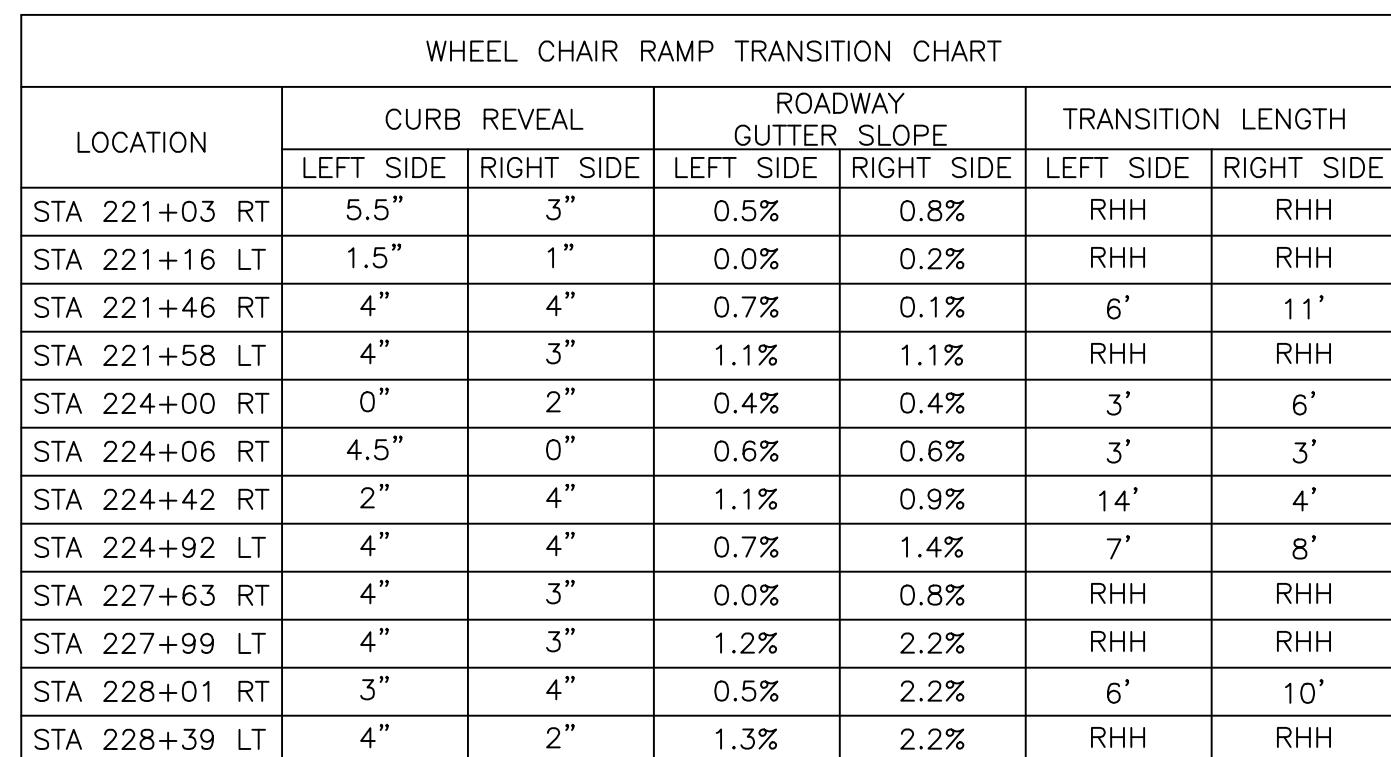 WHEEL CHAIR RAMP TRANSITION CHART
LOCATION CURB REVEAL ROADWAY GUTTER SLOPE TRANSITION LENGTH
LEFT SIDE RIGHT SIDE LEFT SIDE RIGHT SIDE LEFT SIDE RIGHT SIDE
STA 221+03 RT 5.5” 3” 0.5% 0.8% RHH RHH
STA 221+16 LT 1.5” 1” 0.0% 0.2% RHH RHH
STA 221+46 RT 4” 4” 0.7% 0.1% 6’ 11’
STA 221+58 LT 4” 3” 1.1% 1.1% RHH RHH
STA 224+00 RT 0” 2” 0.4% 0.4% 3’ 6’
STA 224+06 RT 4.5” 0” 0.6% 0.6% 3’ 3’
STA 224+42 RT 2” 4” 1.1% 0.9% 14’ 4’
STA 224+92 LT 4” 4” 0.7% 1.4% 7’ 8’
STA 227+63 RT 4” 3” 0.0% 0.8% RHH RHH
STA 227+99 LT 4” 3” 1.2% 2.2% RHH RHH
STA 228+01 RT 3” 4” 0.5% 2.2% 6’ 10’
STA 228+39 LT 4” 2” 1.3% 2.2% RHH RHH